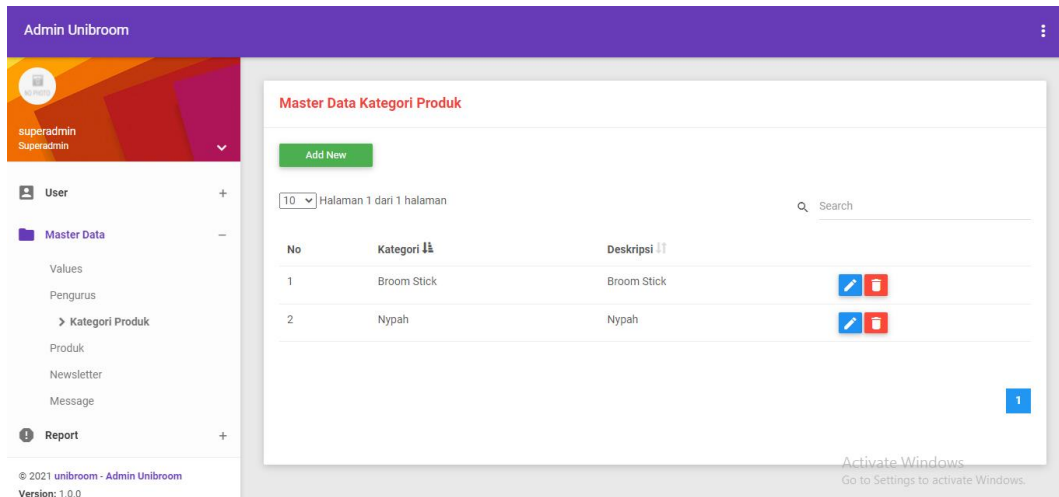 Admin Unibroom
NO PHOTO
superadmin
Superadmin
User
Master Data
Values
Pengurus
Kategori Produk
Produk
Newsletter
Message
Report
© 2021 unibroom - Admin Unibroom
Version: 1.0.0
Master Data Kategori Produk
Add New
10 Halaman 1 dari 1 halaman
Search
No Kategori Deskripsi
1 Broom Stick Broom Stick
2 Nypah Nypah
1
Activate Windows
Go to Settings to activate Windows.